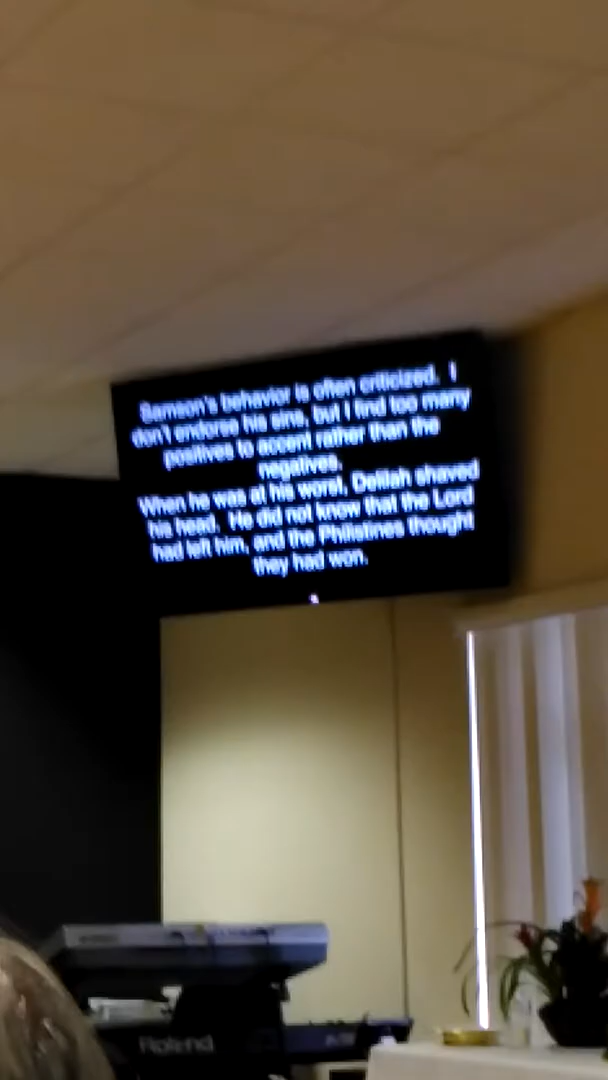 Samson's behavior is often criticized. I
don't endorse his sins, but I find too many
positives to accent rather than the
negatives.
When he was at his worst, Delilah shaved
his head. He did not know that the Lord
had left him, and the Philistines thought
they had won.
Roland